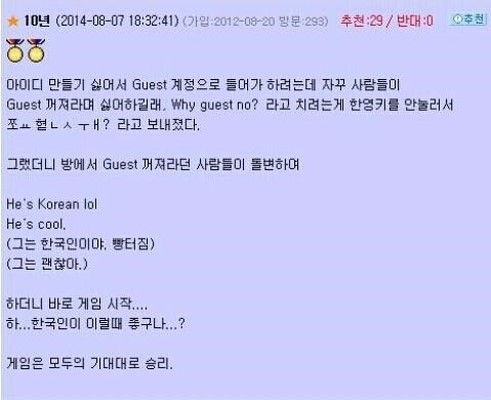 ★ 10년 (2014-08-07 18:32:41) (가입:2012-08-20 방문:293) 추천:29 / 반대:0 추천
아이디 만들기 싫어서 Guest 계정으로 들어가 하려는데 자꾸 사람들이
Guest 꺼져라며 싫어하길래, Why guest no? 라고 치려는게 한영키를 안눌러서
쪼ㅛ 혈ㄴㅅ ㅜㅐ? 라고 보내졌다.
그랬더니 방에서 Guest 꺼져라던 사람들이 돌변하며
He's Korean lol
He's cool.
(그는 한국인이야, 빵터짐)
(그는 괜찮아.)
하더니 바로 게임 시작....
하...한국인이 이럴때 좋구나...?
게임은 모두의 기대대로 승리.